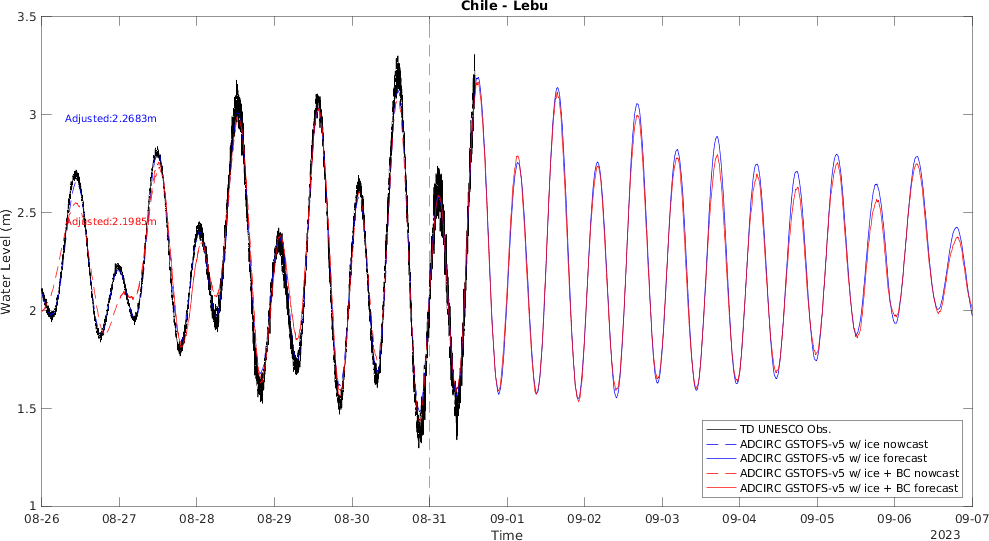 Chile - Lebu
3.5
3
2.5
2
1.5
1
Water Level (m)
Adjusted:2.2683m
Adjusted:2.1985m
TD UNESCO Obs.
ADCIRC GSTOFS-v5 w/ ice nowcast
ADCIRC GSTOFS-v5 w/ ice forecast
ADCIRC GSTOFS-v5 w/ ice + BC nowcast
ADCIRC GSTOFS-v5 w/ ice + BC forecast
08-26 08-27 08-28 08-29 08-30 08-31 09-01 09-02 09-03 09-04 09-05 09-06 09-07
Time
2023